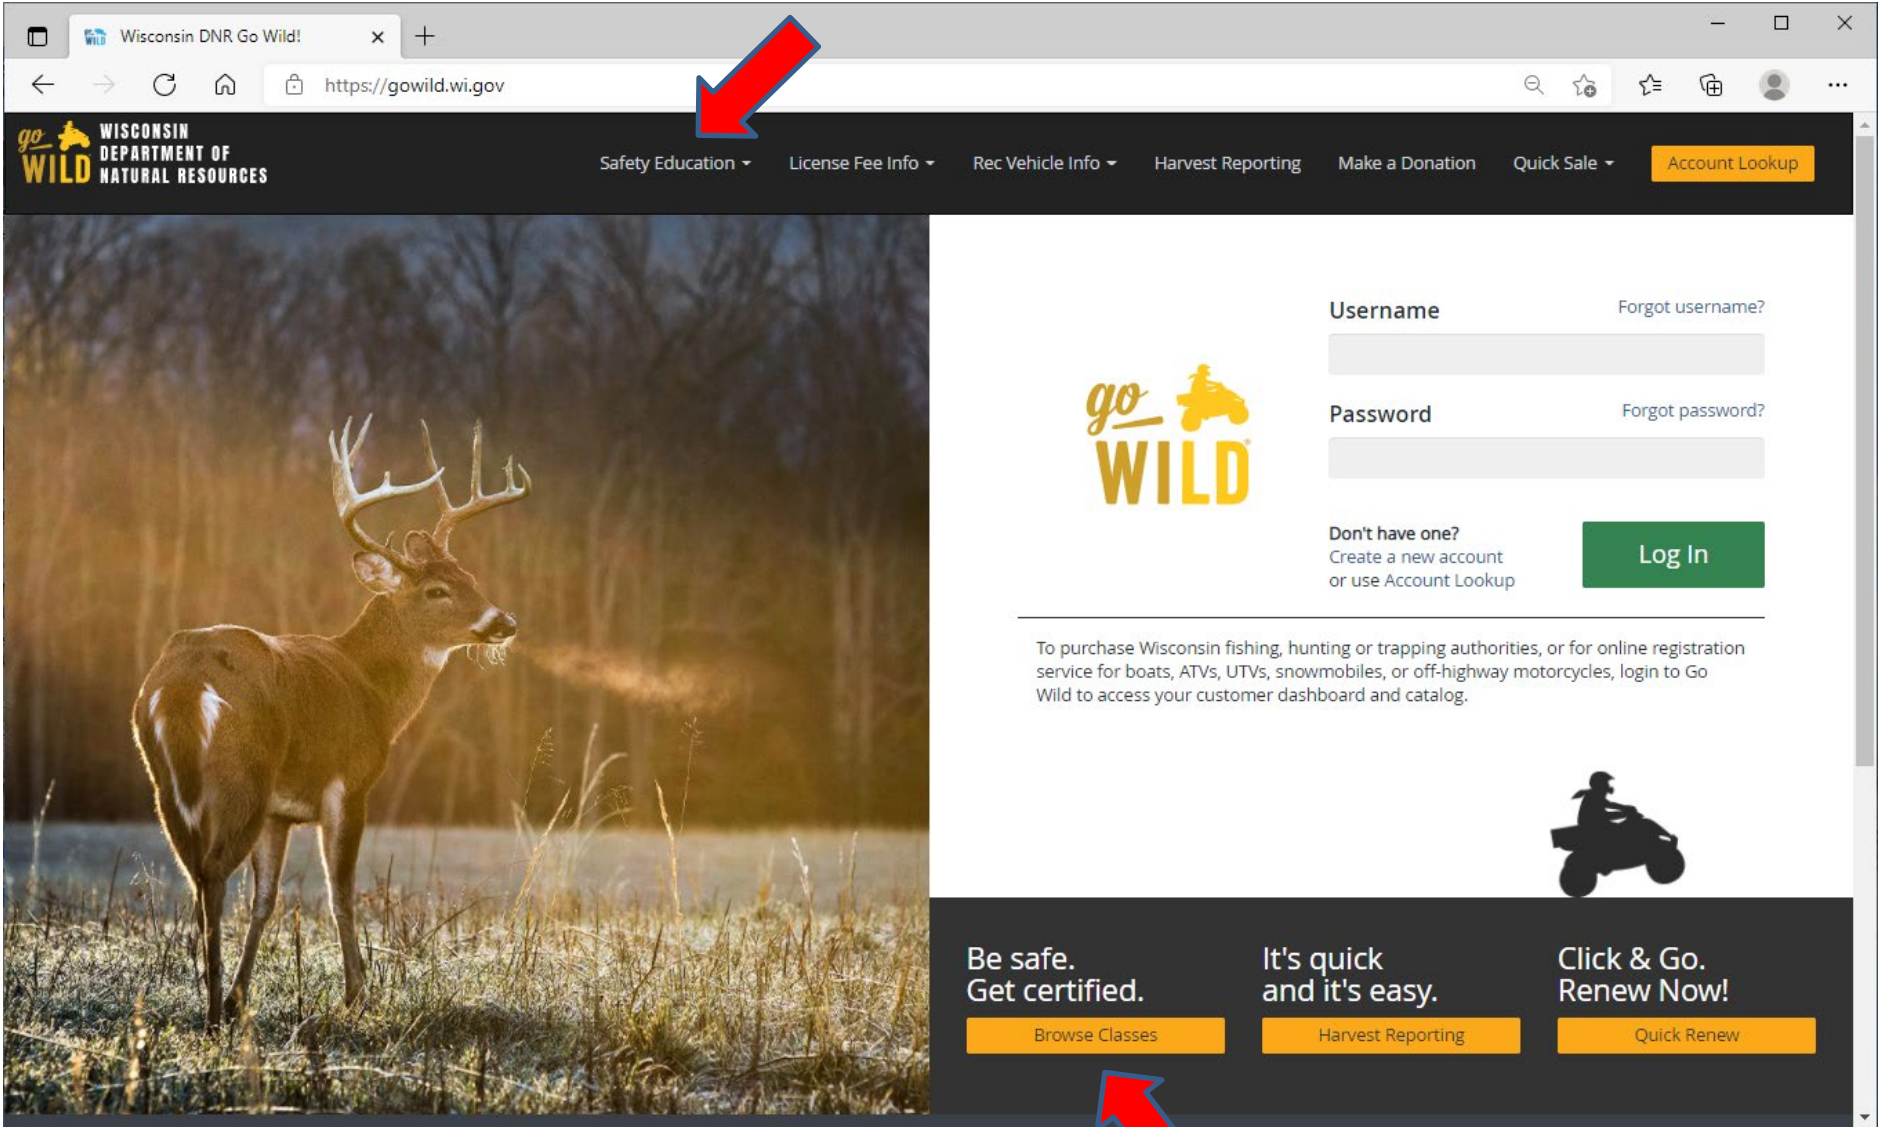 Wisconsin DNR Go Wild!
https://gowild.wi.gov
go WILD
WISCONSIN
DEPARTMENT OF
NATURAL RESOURCES
Safety Education
License Fee Info
Rec Vehicle Info
Harvest Reporting
Make a Donation
Quick Sale
Account Lookup
Username
Forgot username?
go
WILD
Password
Forgot password?
Don't have one?
Create a new account
or use Account Lookup
Log In
To purchase Wisconsin fishing, hunting or trapping authorities, or for online registration
service for boats, ATVs, UTVs, snowmobiles, or off-highway motorcycles, login to Go
Wild to access your customer dashboard and catalog.
Be safe.
Get certified.
Browse Classes
It's quick
and it's easy.
Harvest Reporting
Click & Go.
Renew Now!
Quick Renew